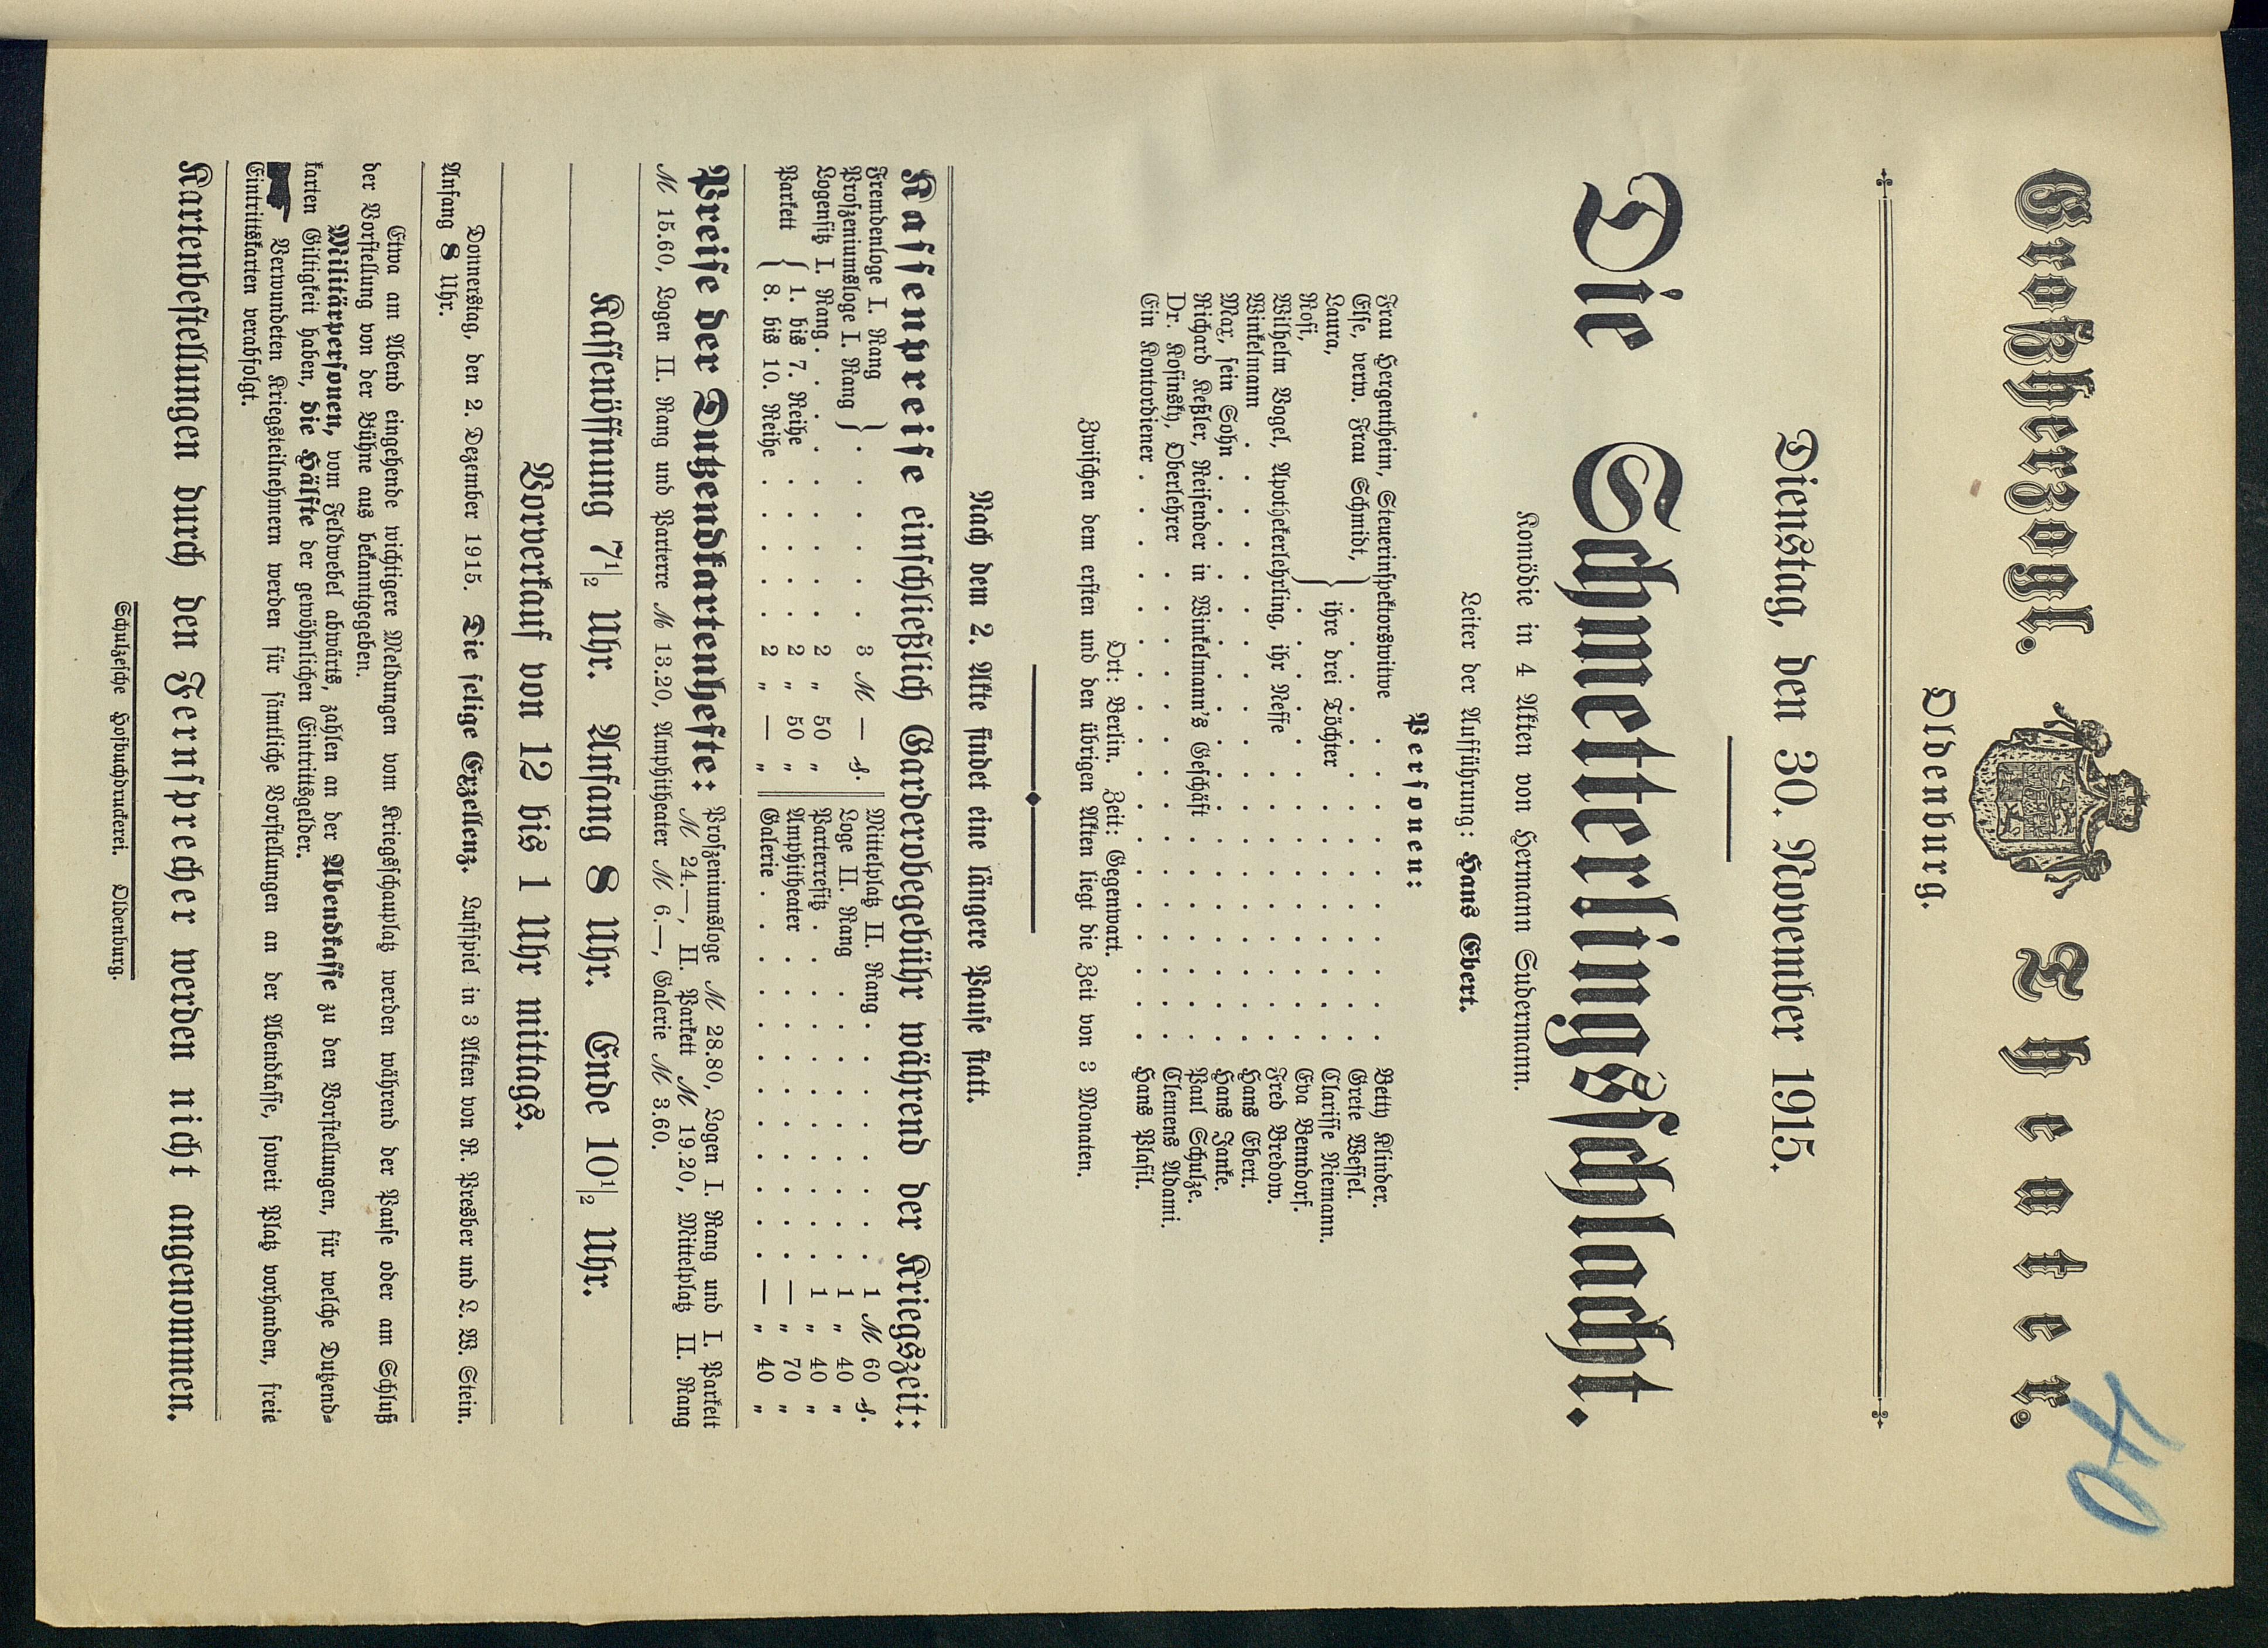 40
Großherzogl. Theater.
Oldenburg.
Dienstag, den 30. November 1915.
Die Schmetterlingsschlacht.
Komödie in 4 Akten von Hermann Sudermann.
Leiter der Aufführung: Hans Ebert.
Personen:
Frau Hergentheim, Steuerinspektorswitwe . . . . . . . . . . Betty Klinder.
Else, verw. Frau Schmidt, } . . . . . . . . . . Grete Wessel.
Laura, } ihre drei Töchter . . . . . . . . . Clarisse Niemann.
Rosi, } . . . . . . . . . . Eva Benndorf.
Wilhelm Vogel, Apothekerlehrling, ihr Neffe . . . . . . . . . Fred Bredow.
Winkelmann . . . . . . . . . . . . . . Hans Ebert.
Max, sein Sohn . . . . . . . . . . . . . . Hans Janke.
Richard Keßler, Reisender in Winkelmann's Geschäft . . . . . . . Paul Schulze.
Dr. Kosinsky, Oberlehrer . . . . . . . . . . . . Clemens Adami.
Ein Kontordiener . . . . . . . . . . . . . . Hans Plasil.
Ort: Berlin. Zeit: Gegenwart.
Zwischen dem ersten und den übrigen Akten liegt die Zeit von 3 Monaten.
Nach dem 2. Akte findet eine längere Pause statt.
Kassenpreise einschließlich Garderobegebühr während der Kriegszeit:
Fremdenloge I. Rang }
Proszeniumsloge I. Rang } . . . . 3 M — ₰.
Logensitz I. Rang . . . . . . . 2 „ 50 „
Parkett { 1. bis 7. Reihe . . . . . 2 „ 50 „
{ 8. bis 10. Reihe . . . . . 2 „ — „
Mittelplatz II. Rang . . . . . . . 1 M 60 ₰.
Loge II. Rang . . . . . . . . 1 „ 40 „
Parterresitz . . . . . . . . . 1 „ 40 „
Amphitheater . . . . . . . . . — „ 70 „
Galerie . . . . . . . . . . — „ 40 „
Preise der Dutzendkartenhefte: Proszeniumsloge M 28.80, Logen I. Rang und I. Parkett
M 24.—, II. Parkett M 19.20, Mittelplatz II. Rang
M 15.60, Logen II. Rang und Parterre M 13.20, Amphitheater M 6.—, Galerie M 3.60.
Kassenöffnung 7½ Uhr. Anfang 8 Uhr. Ende 10½ Uhr.
Vorverkauf von 12 bis 1 Uhr mittags.
Donnerstag, den 2. Dezember 1915. Die selige Exzellenz. Lustspiel in 3 Akten von R. Presber und L. W. Stein.
Anfang 8 Uhr.
Etwa am Abend eingehende wichtigere Meldungen vom Kriegsschauplatz werden während der Pause oder am Schluß
der Vorstellung von der Bühne aus bekanntgegeben.
Militärpersonen, vom Feldwebel abwärts, zahlen an der Abendkasse zu den Vorstellungen, für welche Dutzend-
karten Giltigkeit haben, die Hälfte der gewöhnlichen Eintrittsgelder.
Verwundeten Kriegsteilnehmern werden für sämtliche Vorstellungen an der Abendkasse, soweit Platz vorhanden, freie
Eintrittskarten verabfolgt.
Kartenbestellungen durch den Fernsprecher werden nicht angenommen.
Schulzesche Hofbuchdruckerei. Oldenburg.